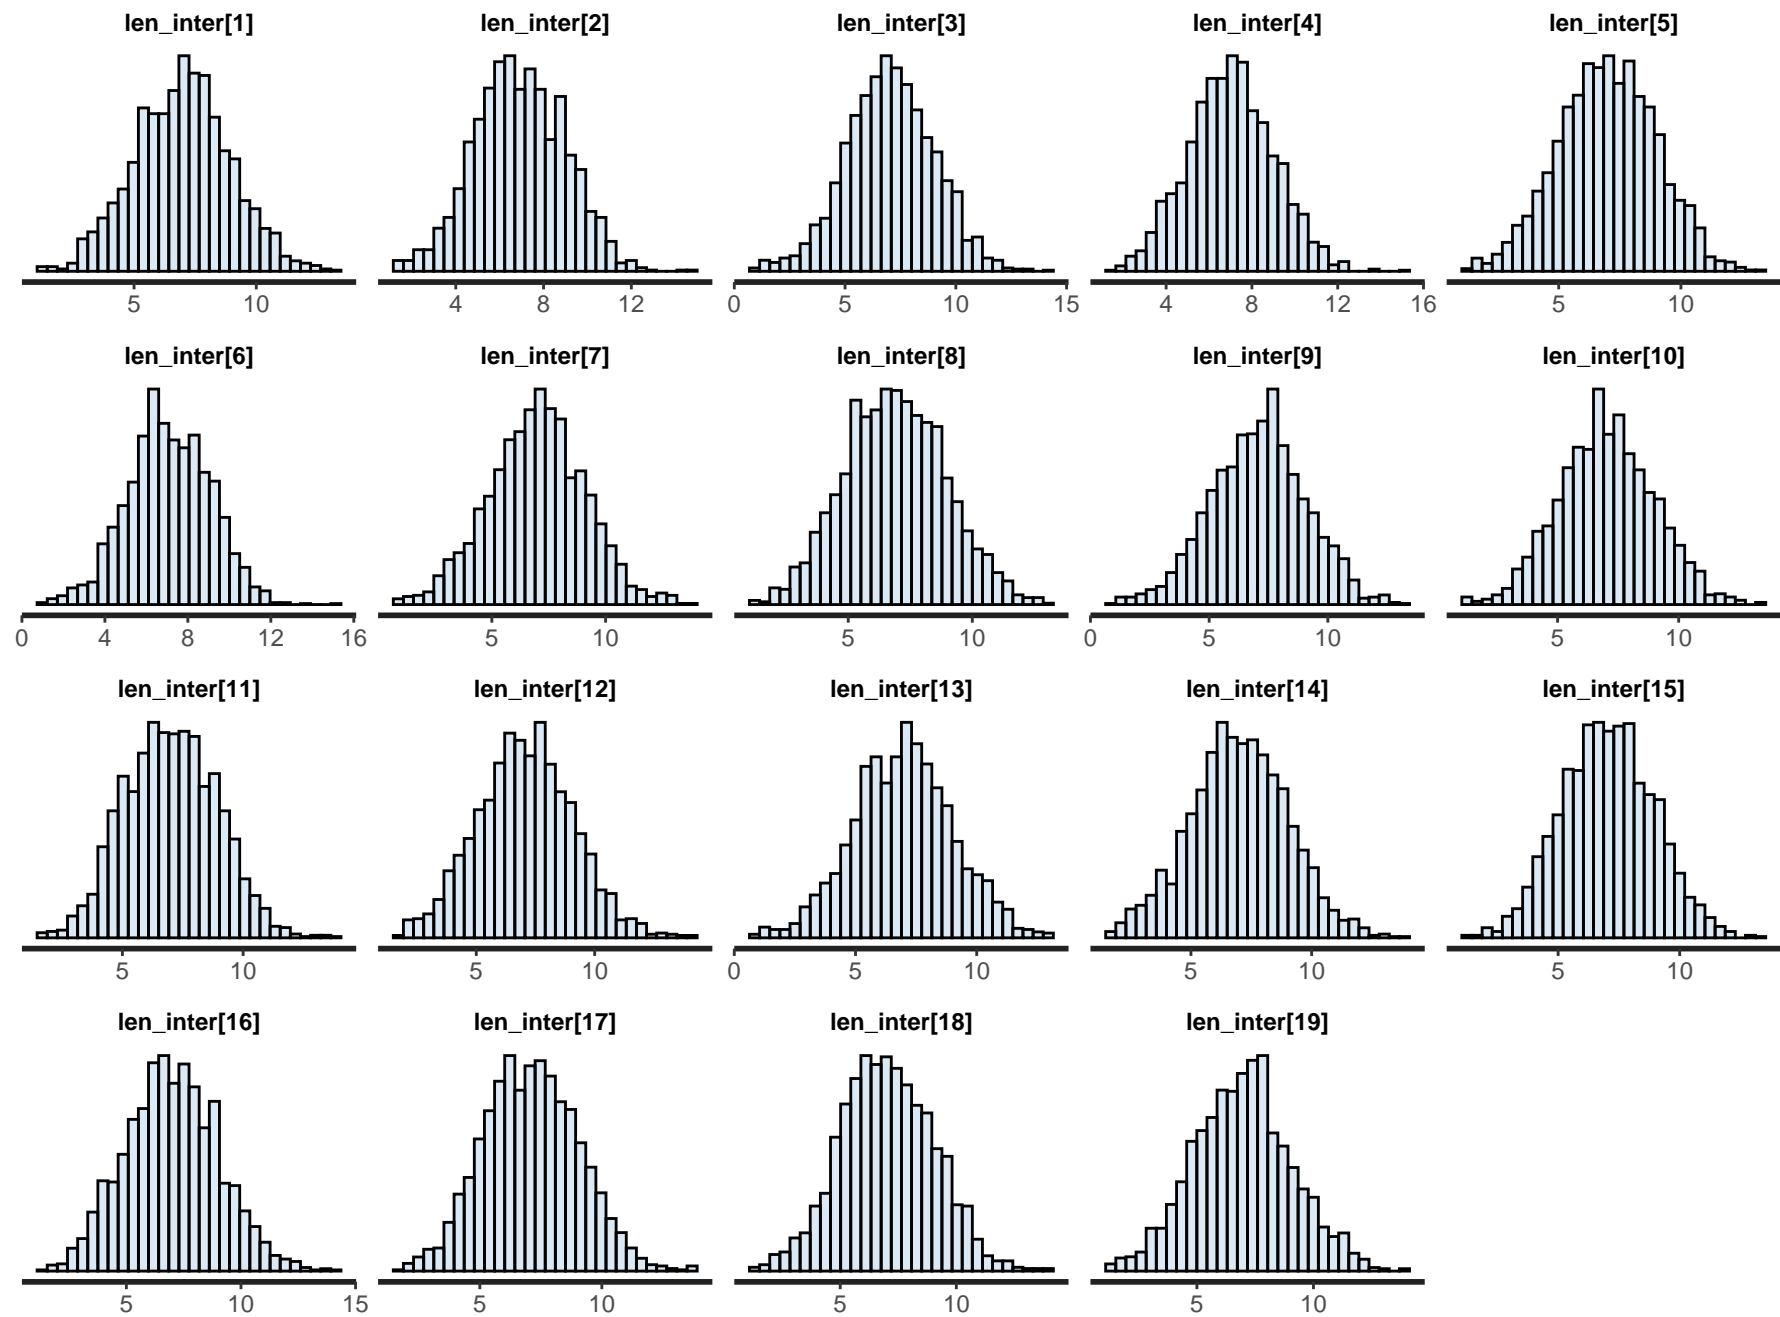 len_inter[1] len_inter[2] len_inter[3] len_inter[4] len_inter[5]
5 10 4 8 12 0 5 10 15 4 8 12 16 5 10
len_inter[6] len_inter[7] len_inter[8] len_inter[9] len_inter[10]
0 4 8 12 16 5 10 5 10 0 5 10 5 10
len_inter[11] len_inter[12] len_inter[13] len_inter[14] len_inter[15]
5 10 5 10 0 5 10 5 10 5 10
len_inter[16] len_inter[17] len_inter[18] len_inter[19]
5 10 15 5 10 5 10 5 10